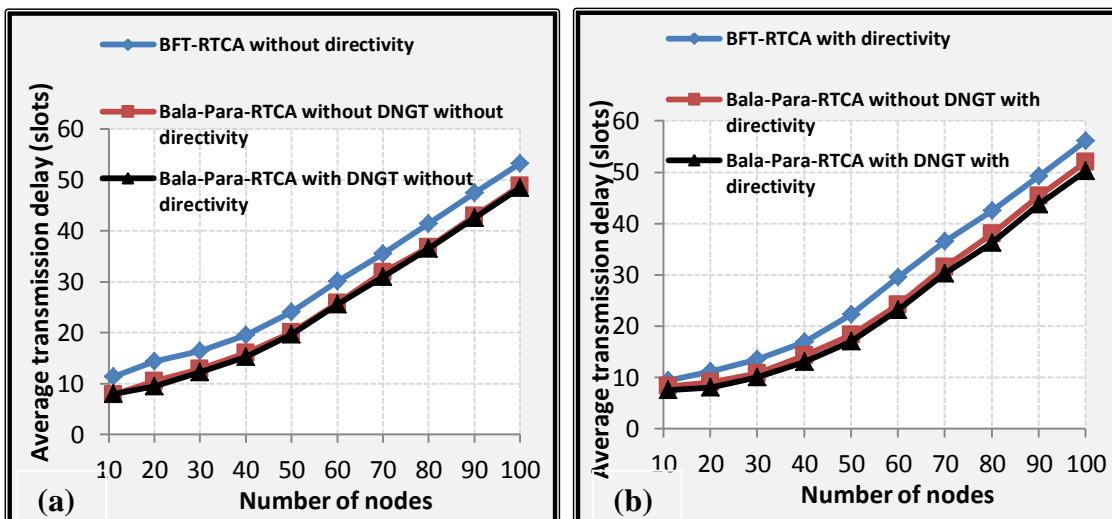 BFT-RTCA without directivity
Bala-Para-RTCA without DNGT without
directivity
Bala-Para-RTCA with DNGT without
directivity
Average transmission delay (slots)
60
50
40
30
20
10
0
10 20 30 40 50 60 70 80 90 100
Number of nodes
(a)
BFT-RTCA with directivity
Bala-Para-RTCA without DNGT with
directivity
Bala-Para-RTCA with DNGT with
directivity
Average transmission delay (slots)
60
50
40
30
20
10
0
10 20 30 40 50 60 70 80 90 100
Number of nodes
(b)